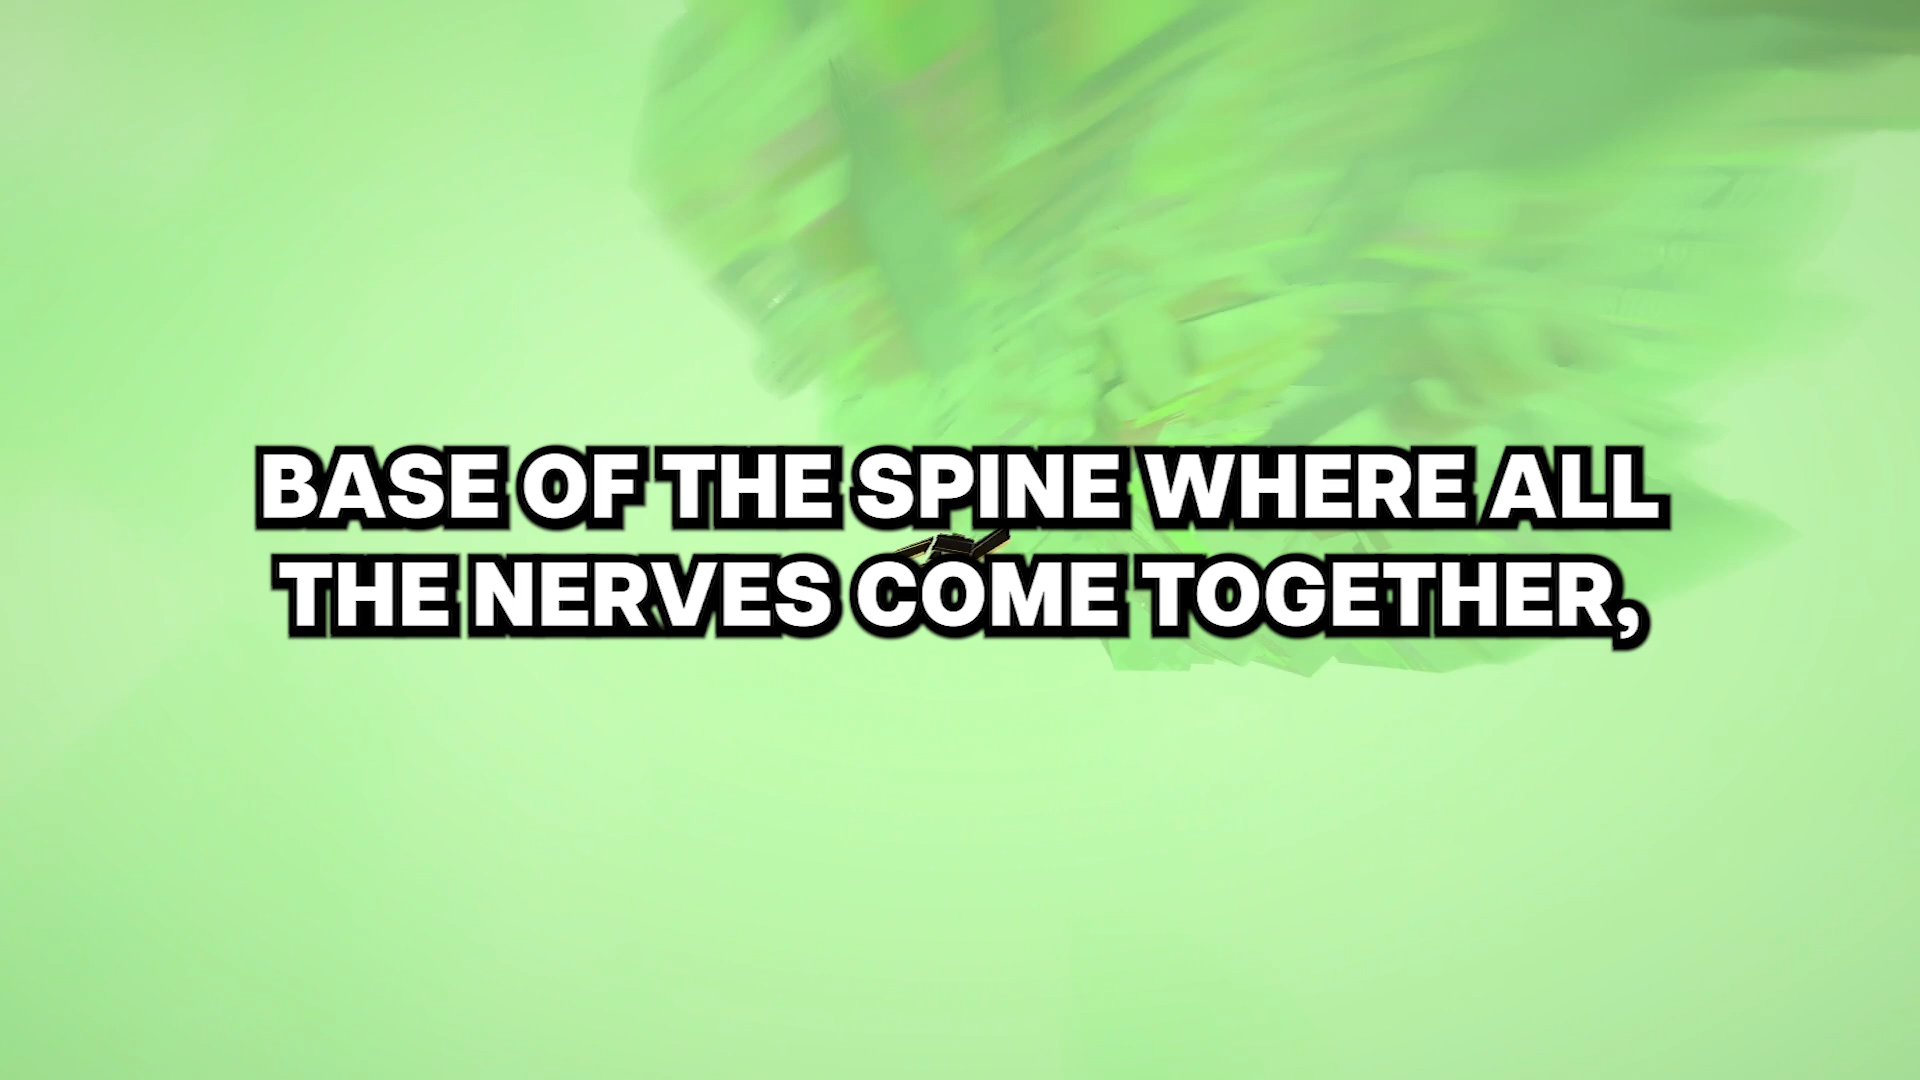 BASE OF THE SPINE WHERE ALL
THE NERVES COME TOGETHER,